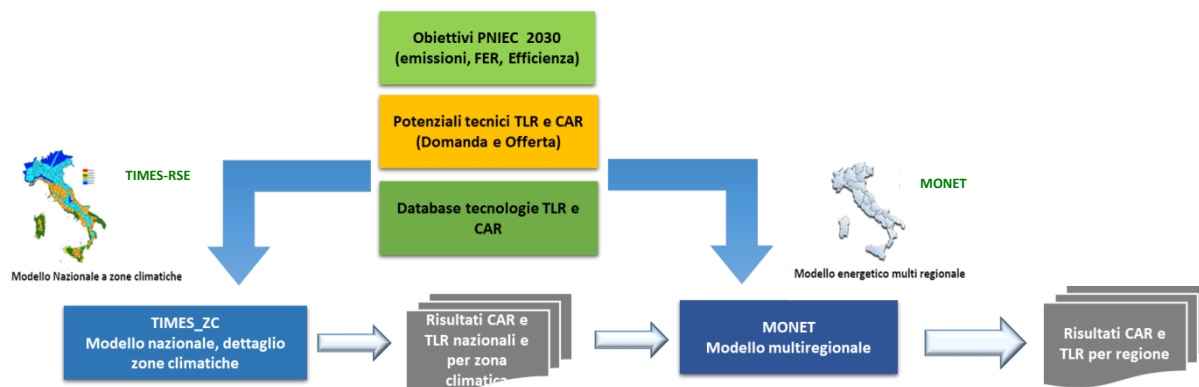 Obiettivi PNIEC 2030
(emissioni, FER, Efficienza)
Potenziali tecnici TLR e CAR
(Domanda e Offerta)
Database tecnologie TLR e
CAR
TIMES-RSE
Modello Nazionale a zone climatiche
MONET
Modello energetico multi regionale
TIMES_ZC
Modello nazionale, dettaglio
zone climatiche
Risultati CAR e
TLR nazionali e
per zona
climatica
MONET
Modello multiregionale
Risultati CAR e
TLR per regione